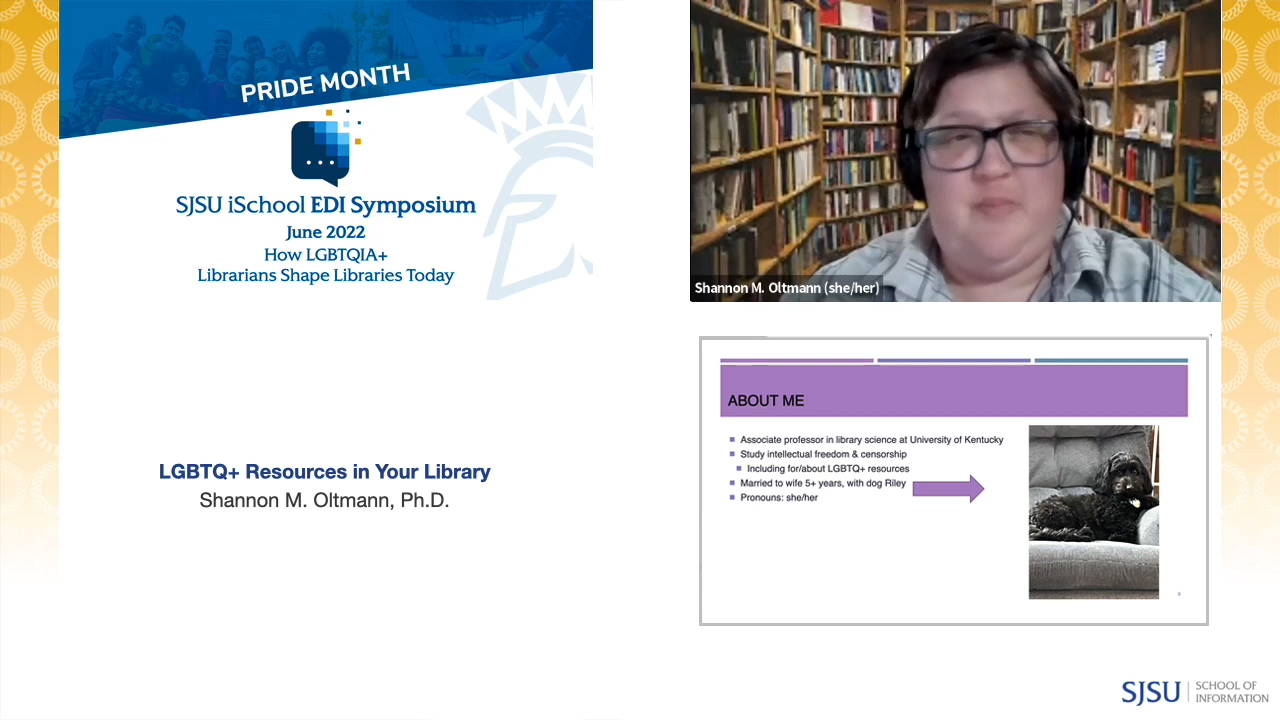 PRIDE MONTH
SJSU iSchool EDI Symposium
June 2022
How LGBTQIA+
Librarians Shape Libraries Today
LGBTQ+ Resources in Your Library
Shannon M. Oltmann, Ph.D.
Shannon M. Oltmann (she/her)
ABOUT ME
Associate professor in library science at University of Kentucky
Study intellectual freedom & censorship
Including for/about LGBTQ+ resources
Married to wife 5+ years, with dog Riley
Pronouns: she/her
SJSU SCHOOL OF
INFORMATION